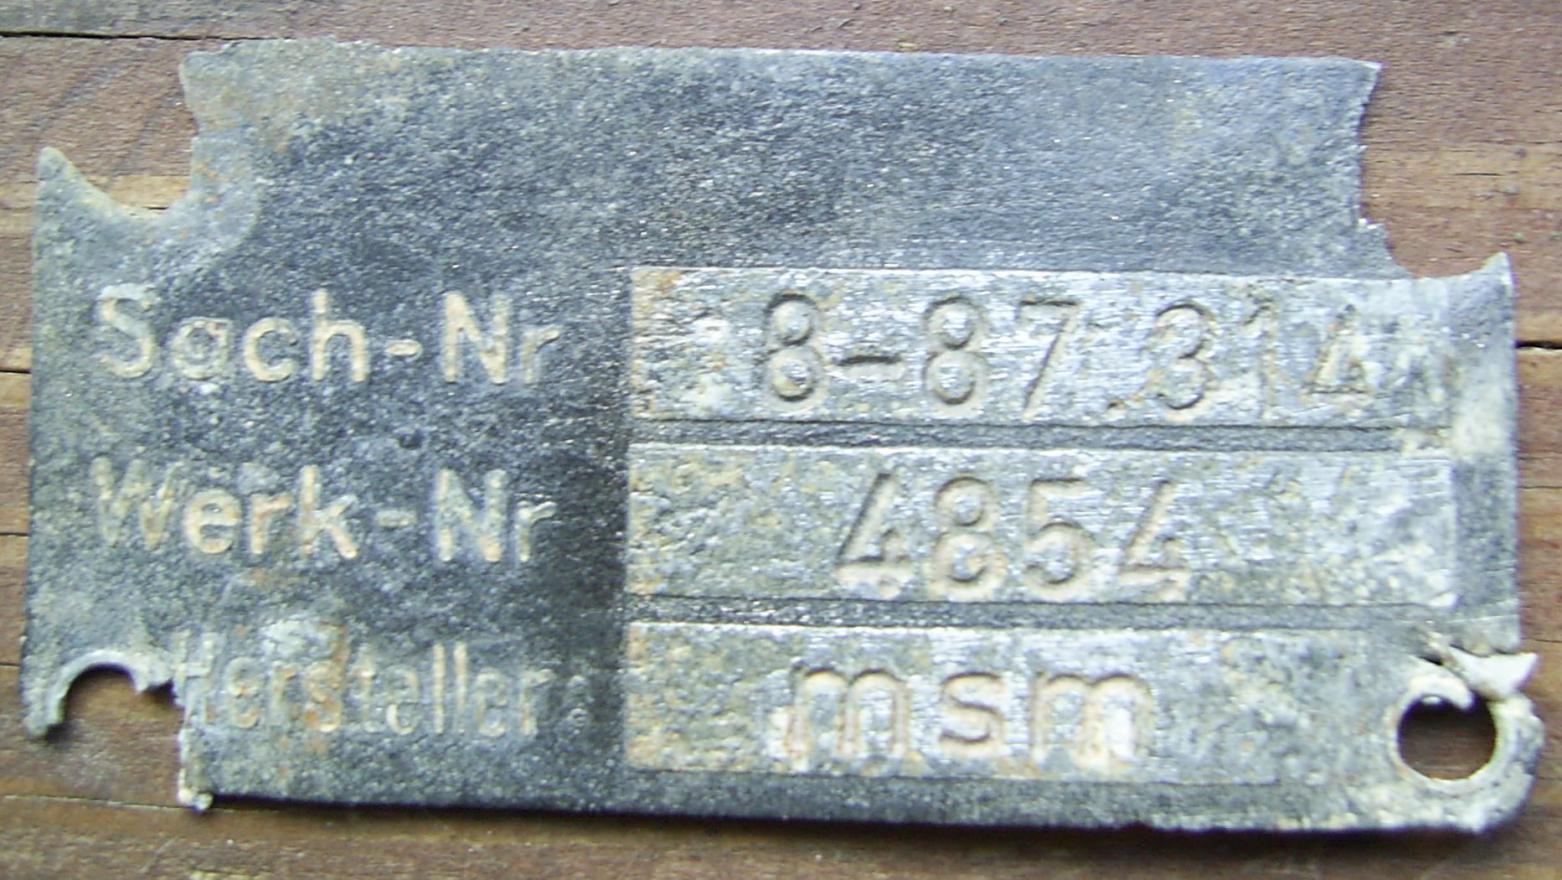 Sach-Nr 8-87.314
Werk-Nr 4854
Hersteller msm